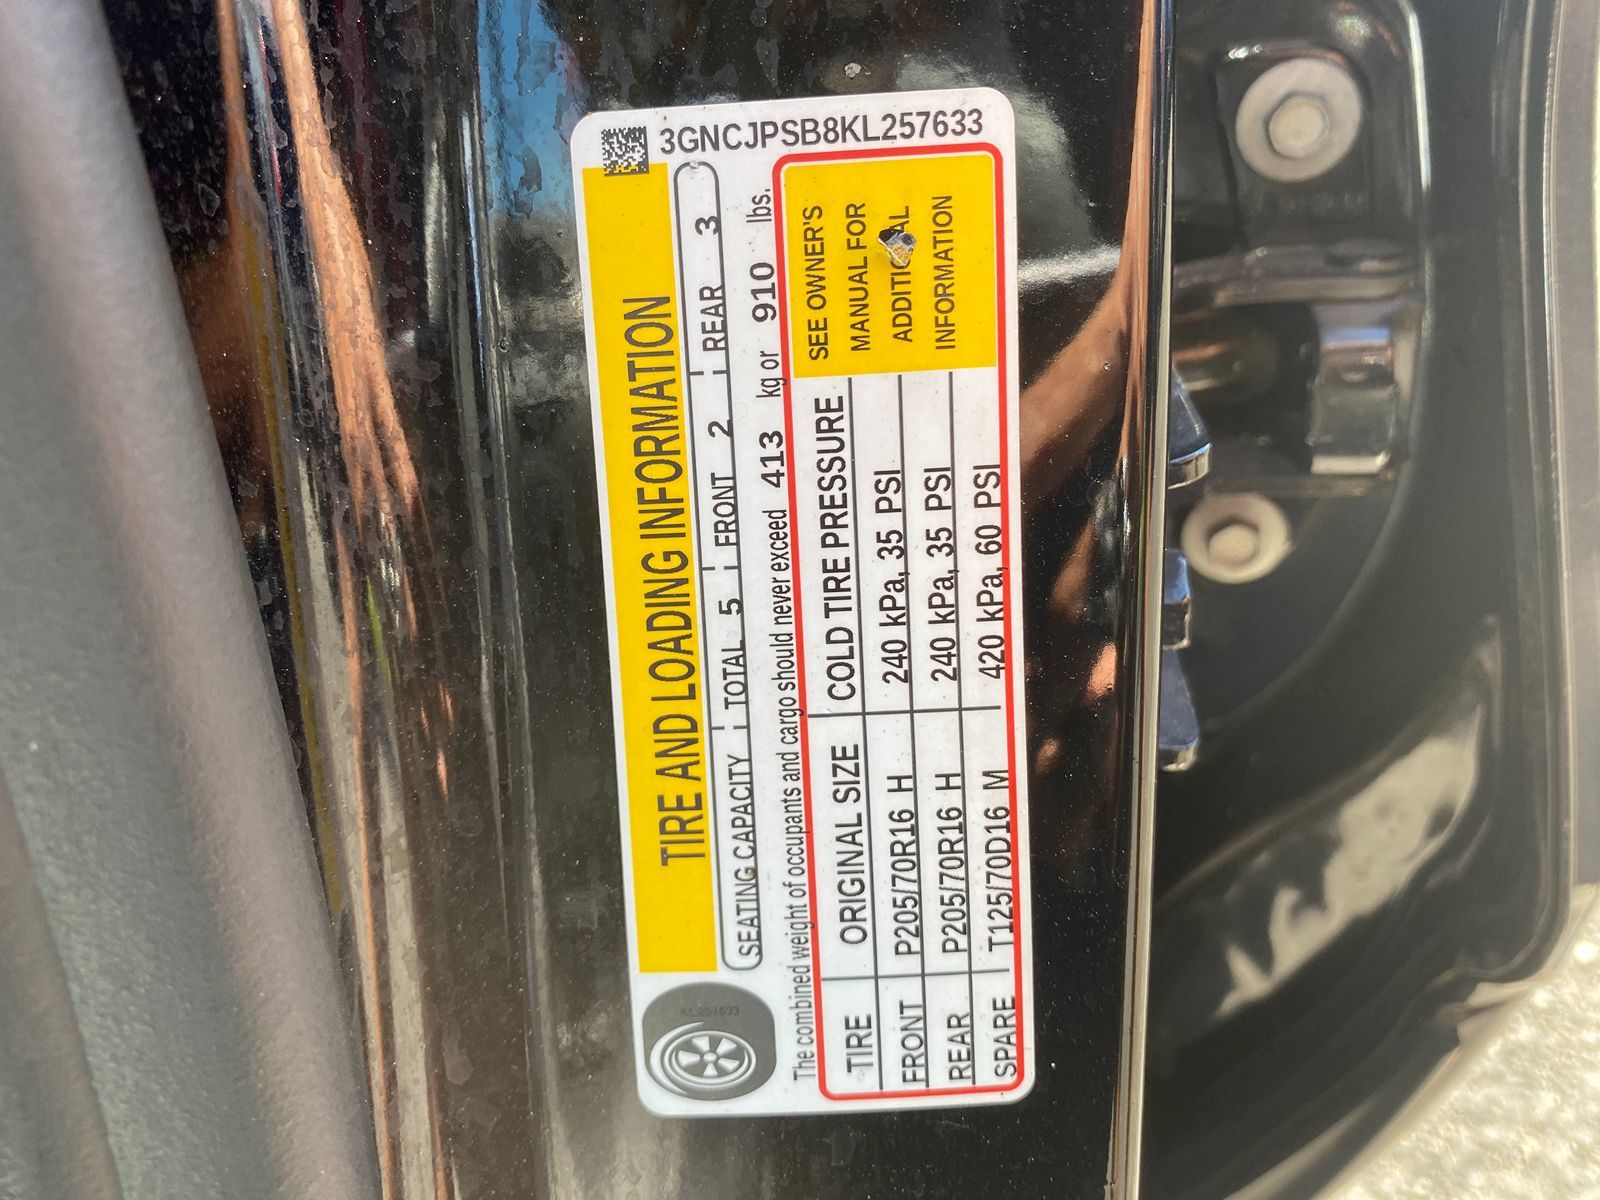 3GNCJPSB8KL257633
TIRE AND LOADING INFORMATION
SEATING CAPACITY TOTAL 5 FRONT 2 REAR 3
The combined weight of occupants and cargo should never exceed 413 kg or 910 lbs.
TIRE ORIGINAL SIZE COLD TIRE PRESSURE
FRONT P205/70R16 H 240 kPa, 35 PSI
REAR P205/70R16 H 240 kPa, 35 PSI
SPARE T125/70D16 M 420 kPa, 60 PSI
SEE OWNER'S
MANUAL FOR
ADDITIONAL
INFORMATION
KL257633